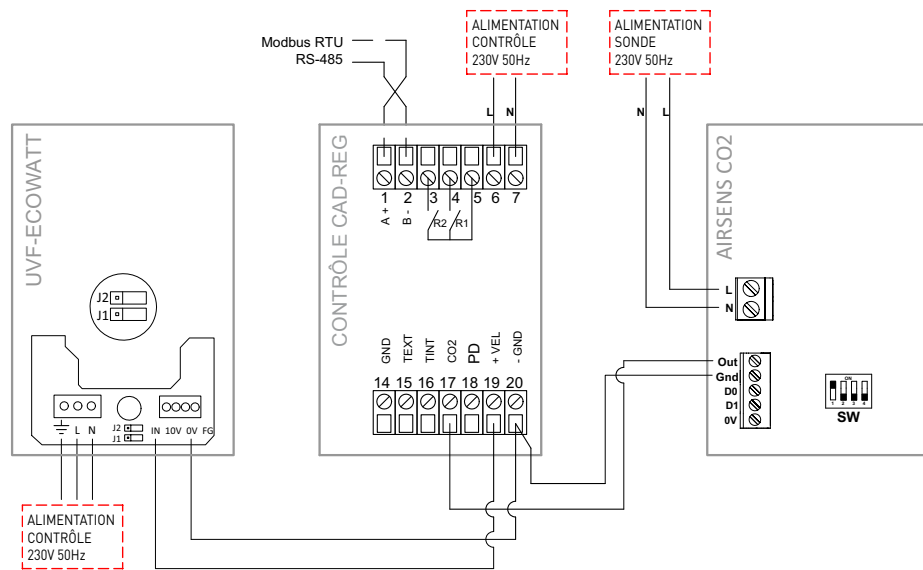 Modbus RTU
RS-485
ALIMENTATION
CONTRÔLE
230V 50Hz
ALIMENTATION
SONDE
230V 50Hz
L N
N L
UVF-ECOWATT
J2
J1
L N
J2
J1
IN 10V 0V FG
ALIMENTATION
CONTRÔLE
230V 50Hz
CONTRÔLE CAD-REG
1 2 3 4 5 6 7
A +
B -
R2
R1
GND
TEXT
TINT
CO2
PD
+ VEL
- GND
14 15 16 17 18 19 20
AIRSENS CO2
L
N
Out
Gnd
D0
D1
0V
ON
1 2 3 4
SW